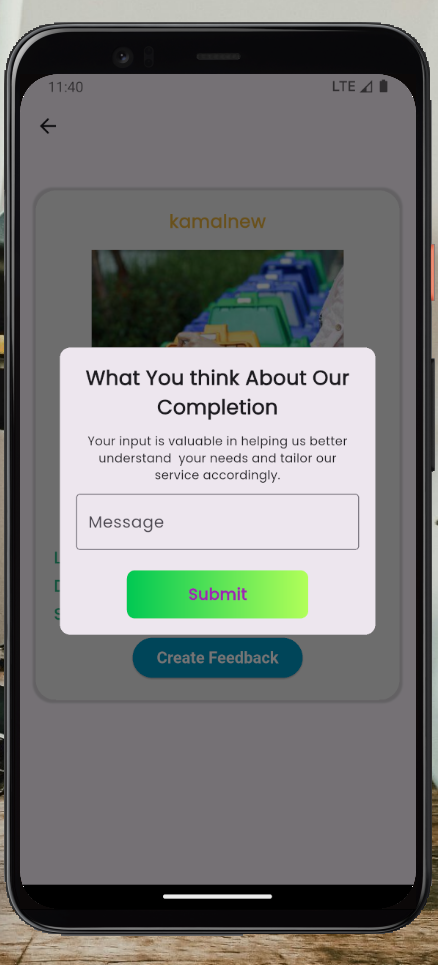 11:40
LTE
kamalnew
What You think About Our
Completion
Your input is valuable in helping us better
understand  your needs and tailor our
service accordingly.
Message
Submit
L
D
S
Create Feedback